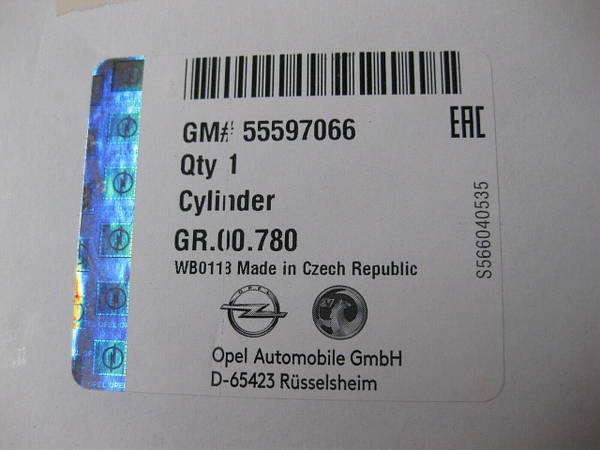 GM# 55597066
EAC
Qty 1
Cylinder
GR.00.780
WB0113 Made in Czech Republic
S566040535
OPEL
Opel Automobile GmbH
D-65423 Rüsselsheim